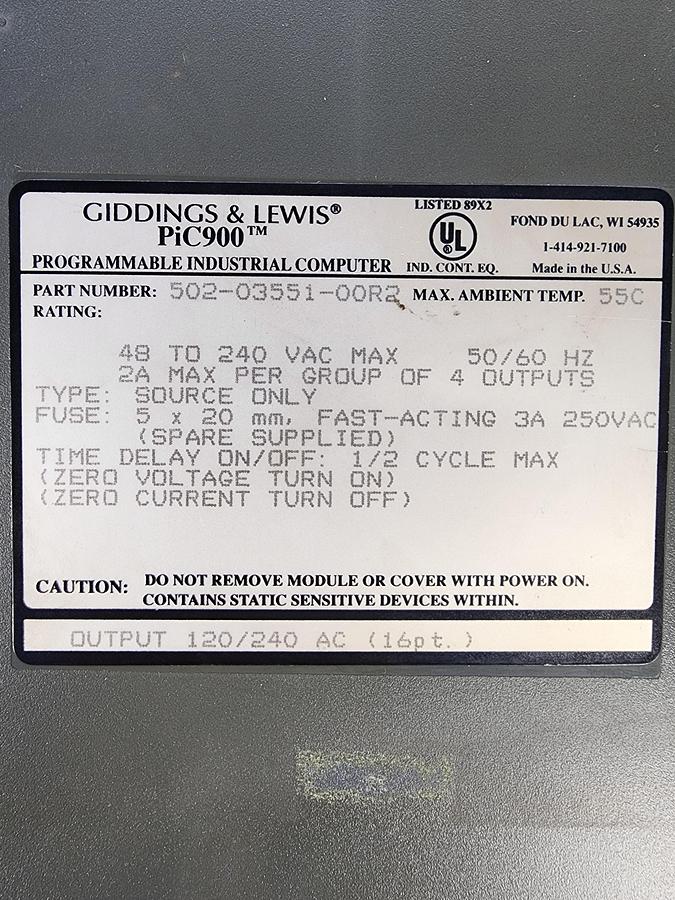 GIDDINGS & LEWIS®
PiC900™
PROGRAMMABLE INDUSTRIAL COMPUTER
LISTED 89X2
UL
®
IND. CONT. EQ.
FOND DU LAC, WI 54935
1-414-921-7100
Made in the U.S.A.
PART NUMBER: 502-03551-00R2 MAX. AMBIENT TEMP. 55C
RATING:
48 TO 240 VAC MAX 50/60 HZ
2A MAX PER GROUP OF 4 OUTPUTS
TYPE: SOURCE ONLY
FUSE: 5 x 20 mm, FAST-ACTING 3A 250VAC
(SPARE SUPPLIED)
TIME DELAY ON/OFF: 1/2 CYCLE MAX
(ZERO VOLTAGE TURN ON)
(ZERO CURRENT TURN OFF)
CAUTION: DO NOT REMOVE MODULE OR COVER WITH POWER ON.
CONTAINS STATIC SENSITIVE DEVICES WITHIN.
OUTPUT 120/240 AC (16pt.)